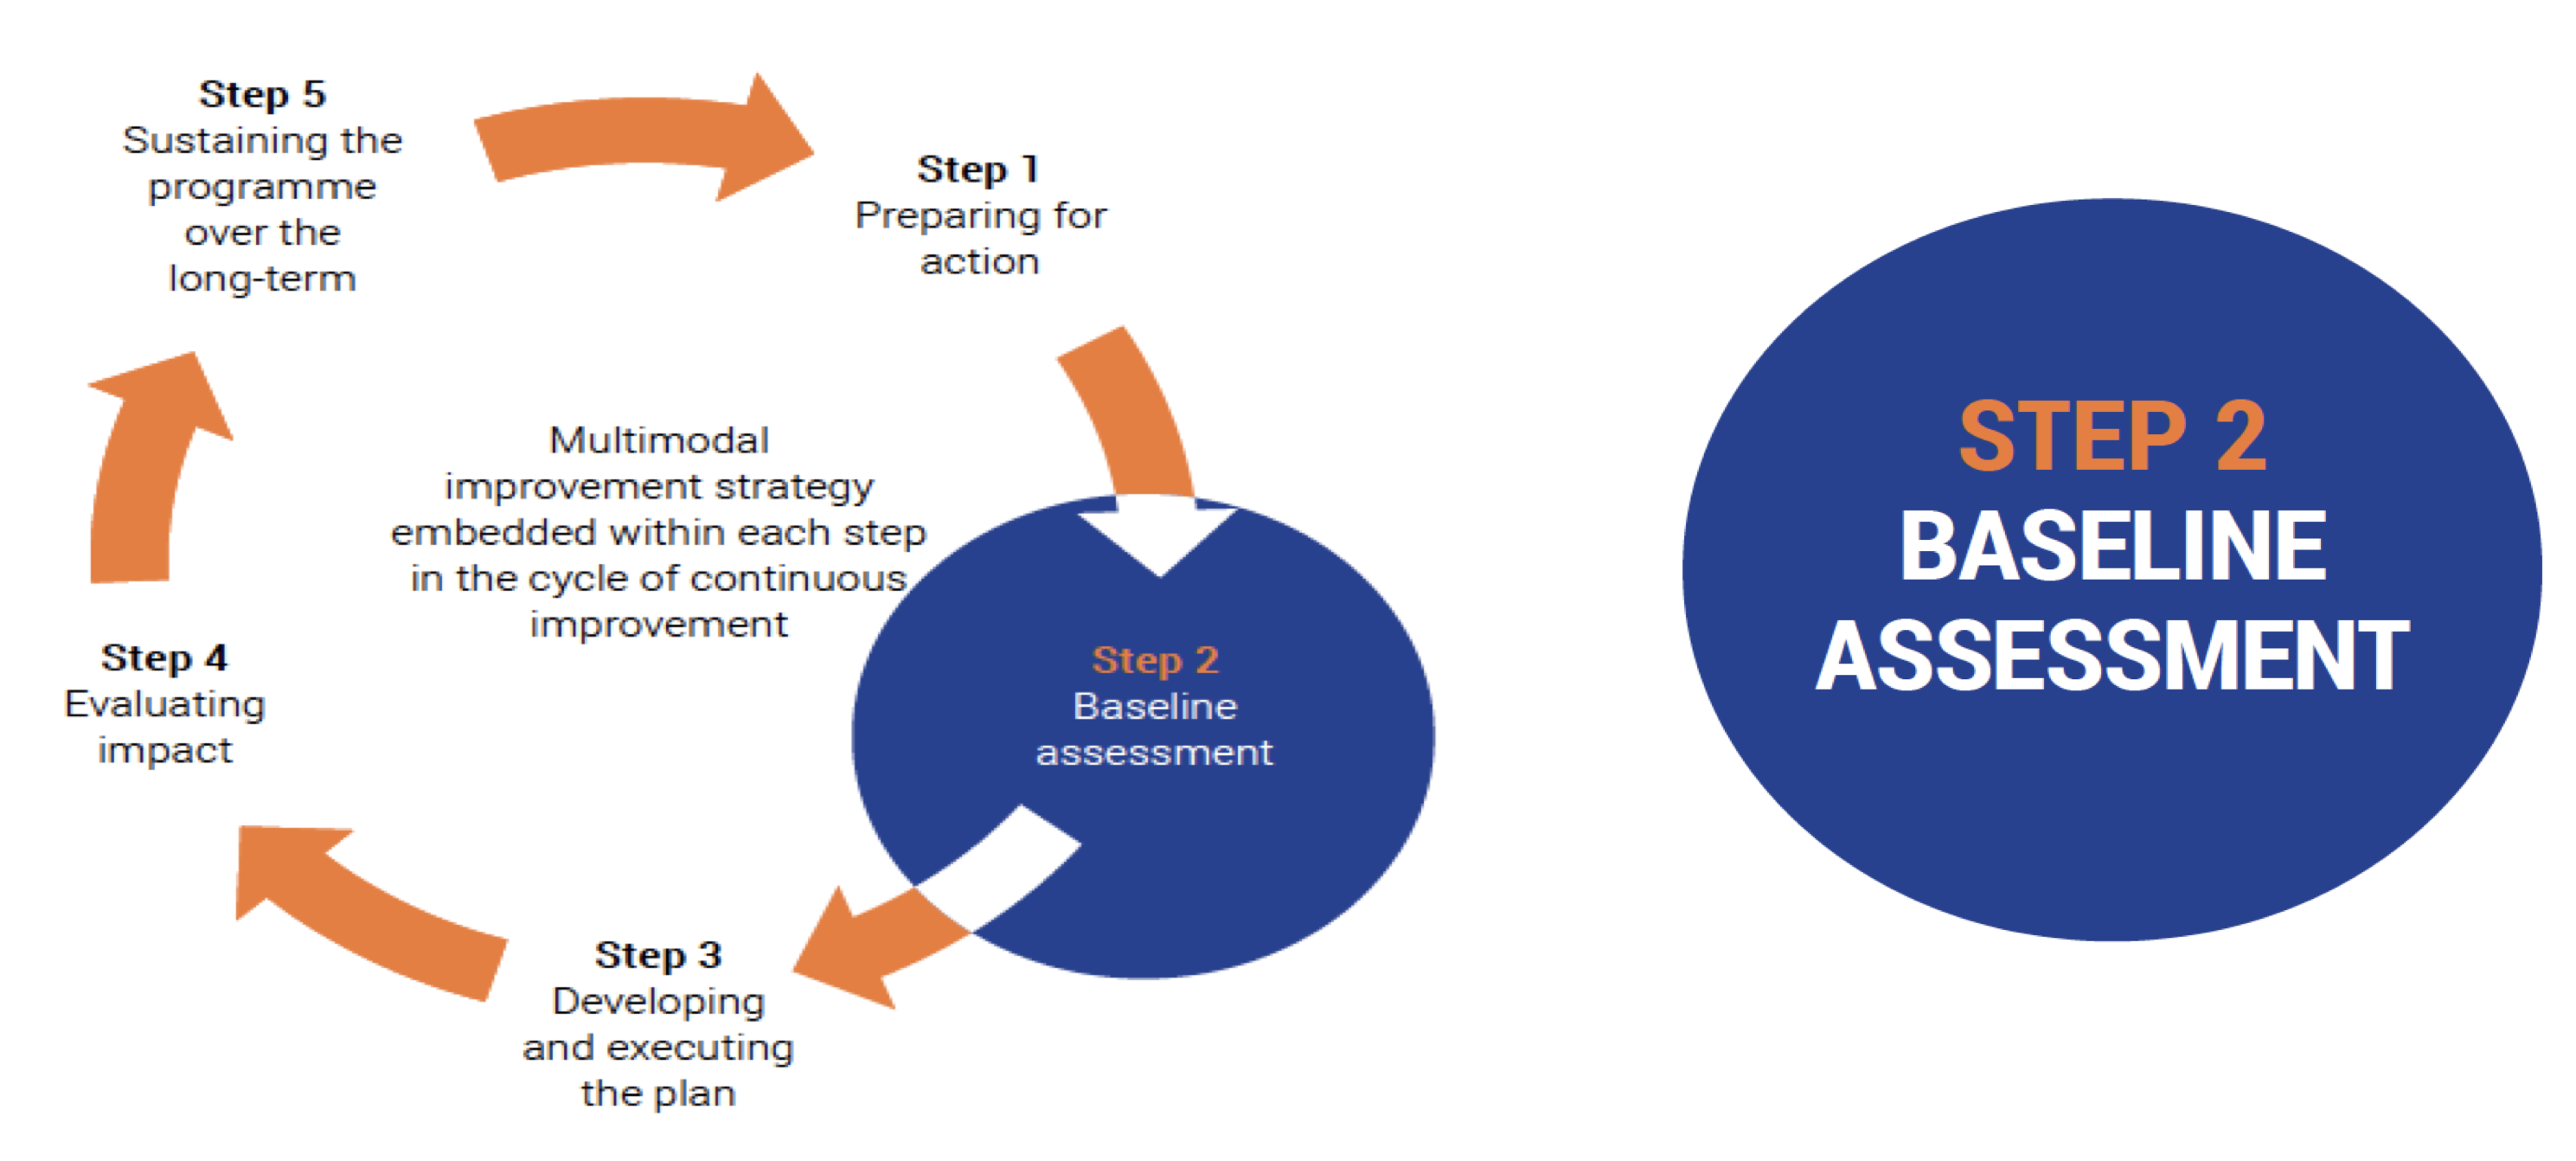 Step 5
Sustaining the
programme
over the
long-term
Step 1
Preparing for
action
Multimodal
improvement strategy
embedded within each step
in the cycle of continuous
improvement
Step 2
Baseline
assessment
Step 4
Evaluating
impact
Step 3
Developing
and executing
the plan
STEP 2
BASELINE
ASSESSMENT